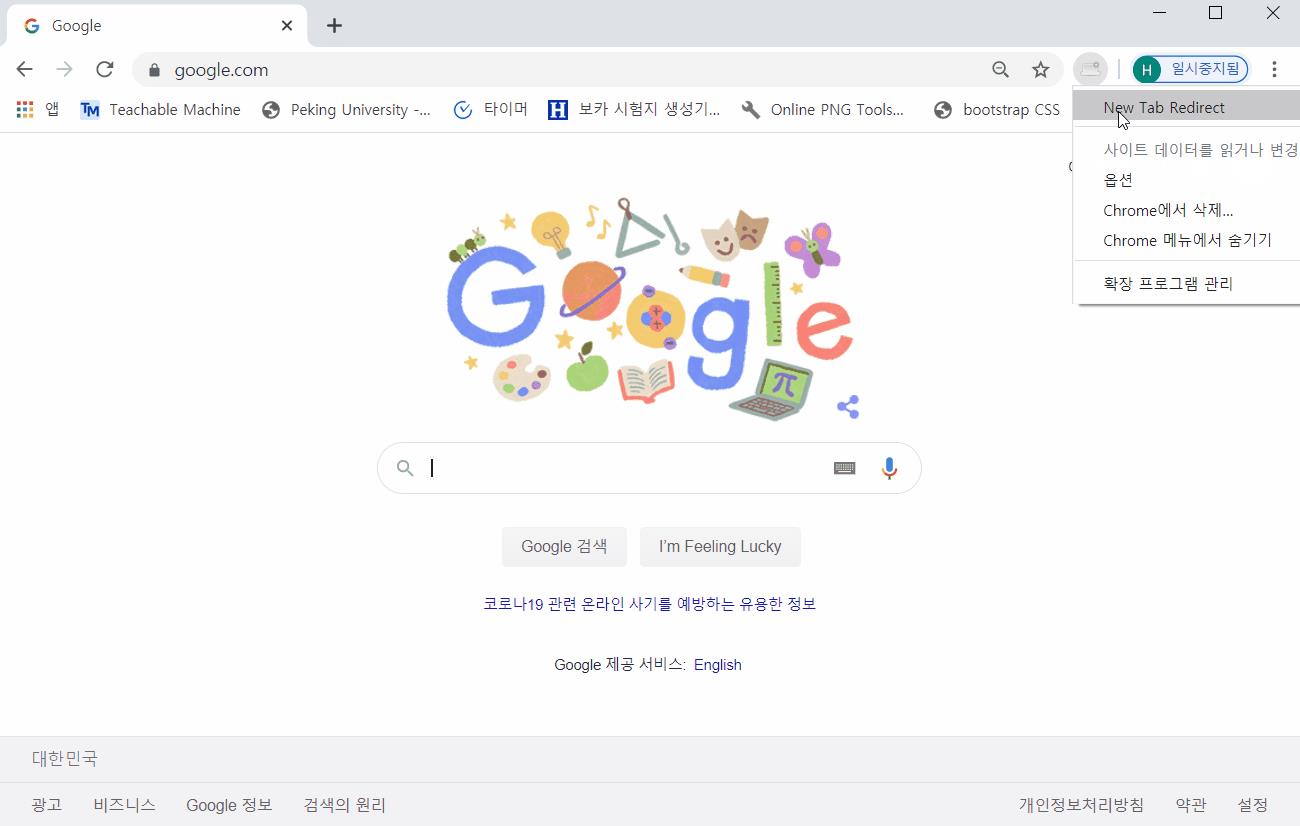 Google
google.com
H 일시중지됨
앱 TM Teachable Machine Peking University -... 타이머 H 보카 시험지 생성기... Online PNG Tools... bootstrap CSS
New Tab Redirect
사이트 데이터를 읽거나 변경
옵션
Chrome에서 삭제...
Chrome 메뉴에서 숨기기
확장 프로그램 관리
Google
π
Google 검색 I'm Feeling Lucky
코로나19 관련 온라인 사기를 예방하는 유용한 정보
Google 제공 서비스: English
대한민국
광고 비즈니스 Google 정보 검색의 원리 개인정보처리방침 약관 설정